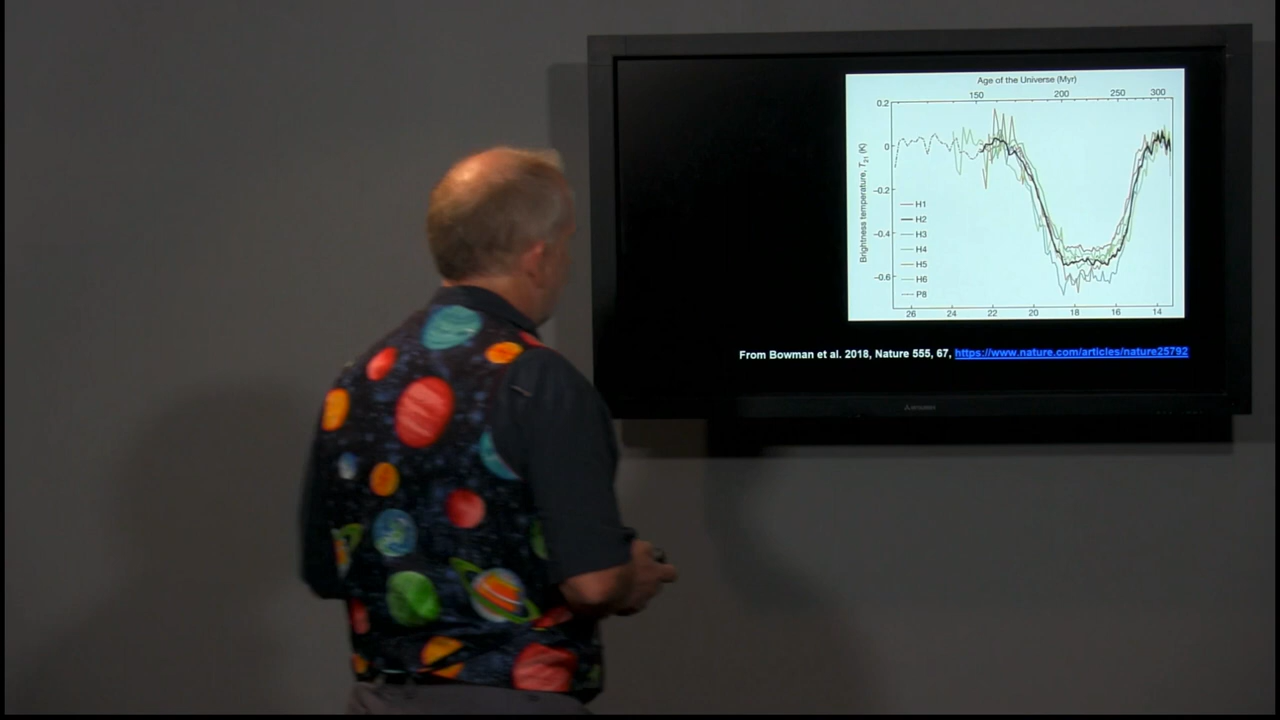 Age of the Universe (Myr)
150 200 250 300
0.2
0
−0.2
−0.4
−0.6
Brightness temperature, T21 (K)
H1
H2
H3
H4
H5
H6
P8
26 24 22 20 18 16 14
From Bowman et al. 2018, Nature 555, 67, https://www.nature.com/articles/nature25792
MITSUBISHI